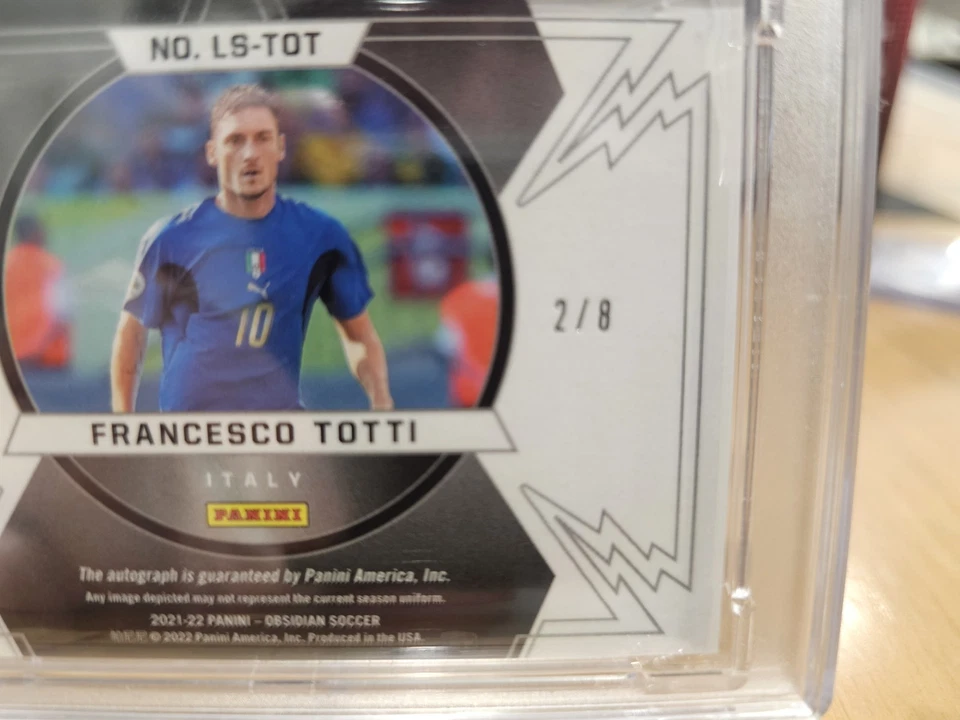 NO. LS-TOT
10
2/8
FRANCESCO TOTTI
ITALY
PANINI
The autograph is guaranteed by Panini America, Inc.
Any image depicted may not represent the current season uniform.
2021-22 PANINI – OBSIDIAN SOCCER
© 2022 Panini America, Inc. Produced in the USA.